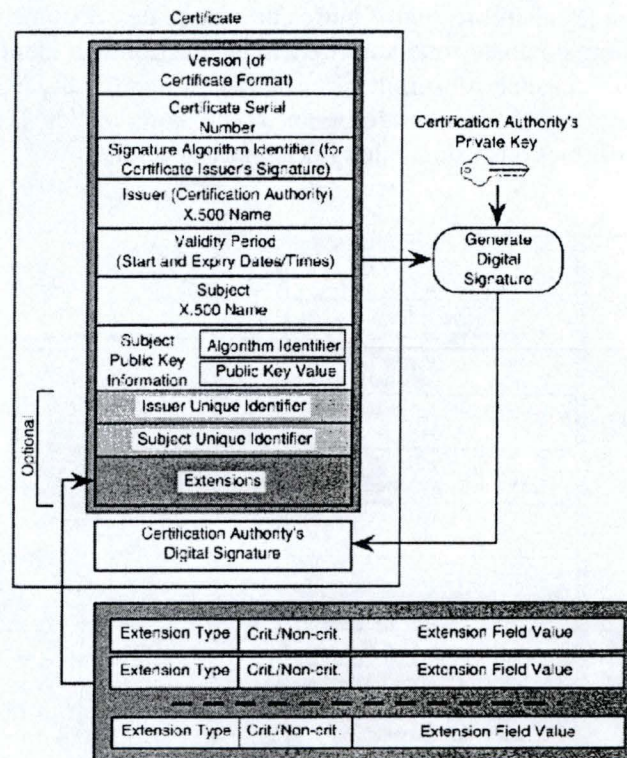 Certificate
Version (of
Certificate Format)
Certificate Serial
Number
Signature Algorithm Identifier (for
Certificate Issuer's Signature)
Issuer (Certification Authority)
X.500 Name
Validity Period
(Start and Expiry Dates/Times)
Subject
X.500 Name
Subject
Public Key
Information
Algorithm Identifier
Public Key Value
Optional
Issuer Unique Identifier
Subject Unique Identifier
Extensions
Certification Authority's
Digital Signature
Certification Authority's
Private Key
Generate
Digital
Signature
Extension Type Crit./Non-crit. Extension Field Value
Extension Type Crit./Non-crit. Extension Field Value
Extension Type Crit./Non-crit. Extension Field Value